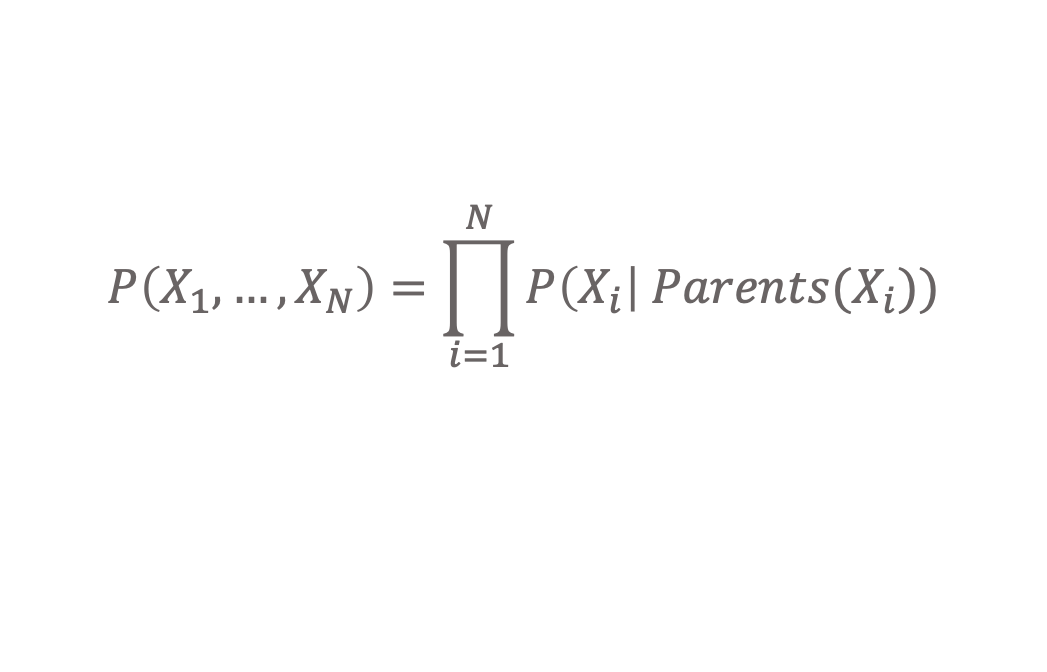 P(X₁, … , X_N) = ∏_{i=1}^{N} P(X_i | Parents(X_i))